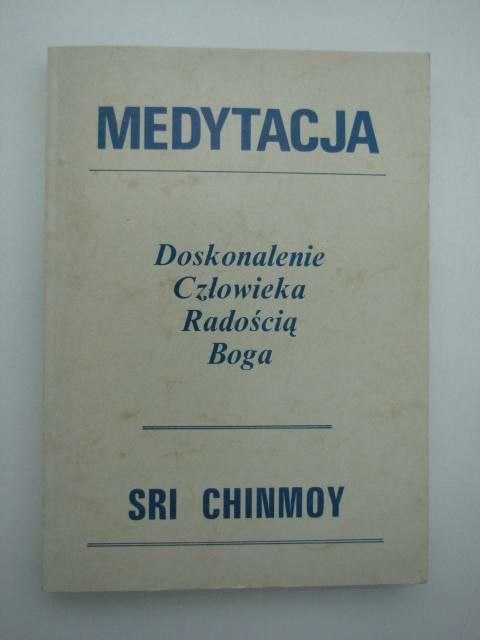 MEDYTACJA
Doskonalenie
Człowieka
Radością
Boga
SRI CHINMOY